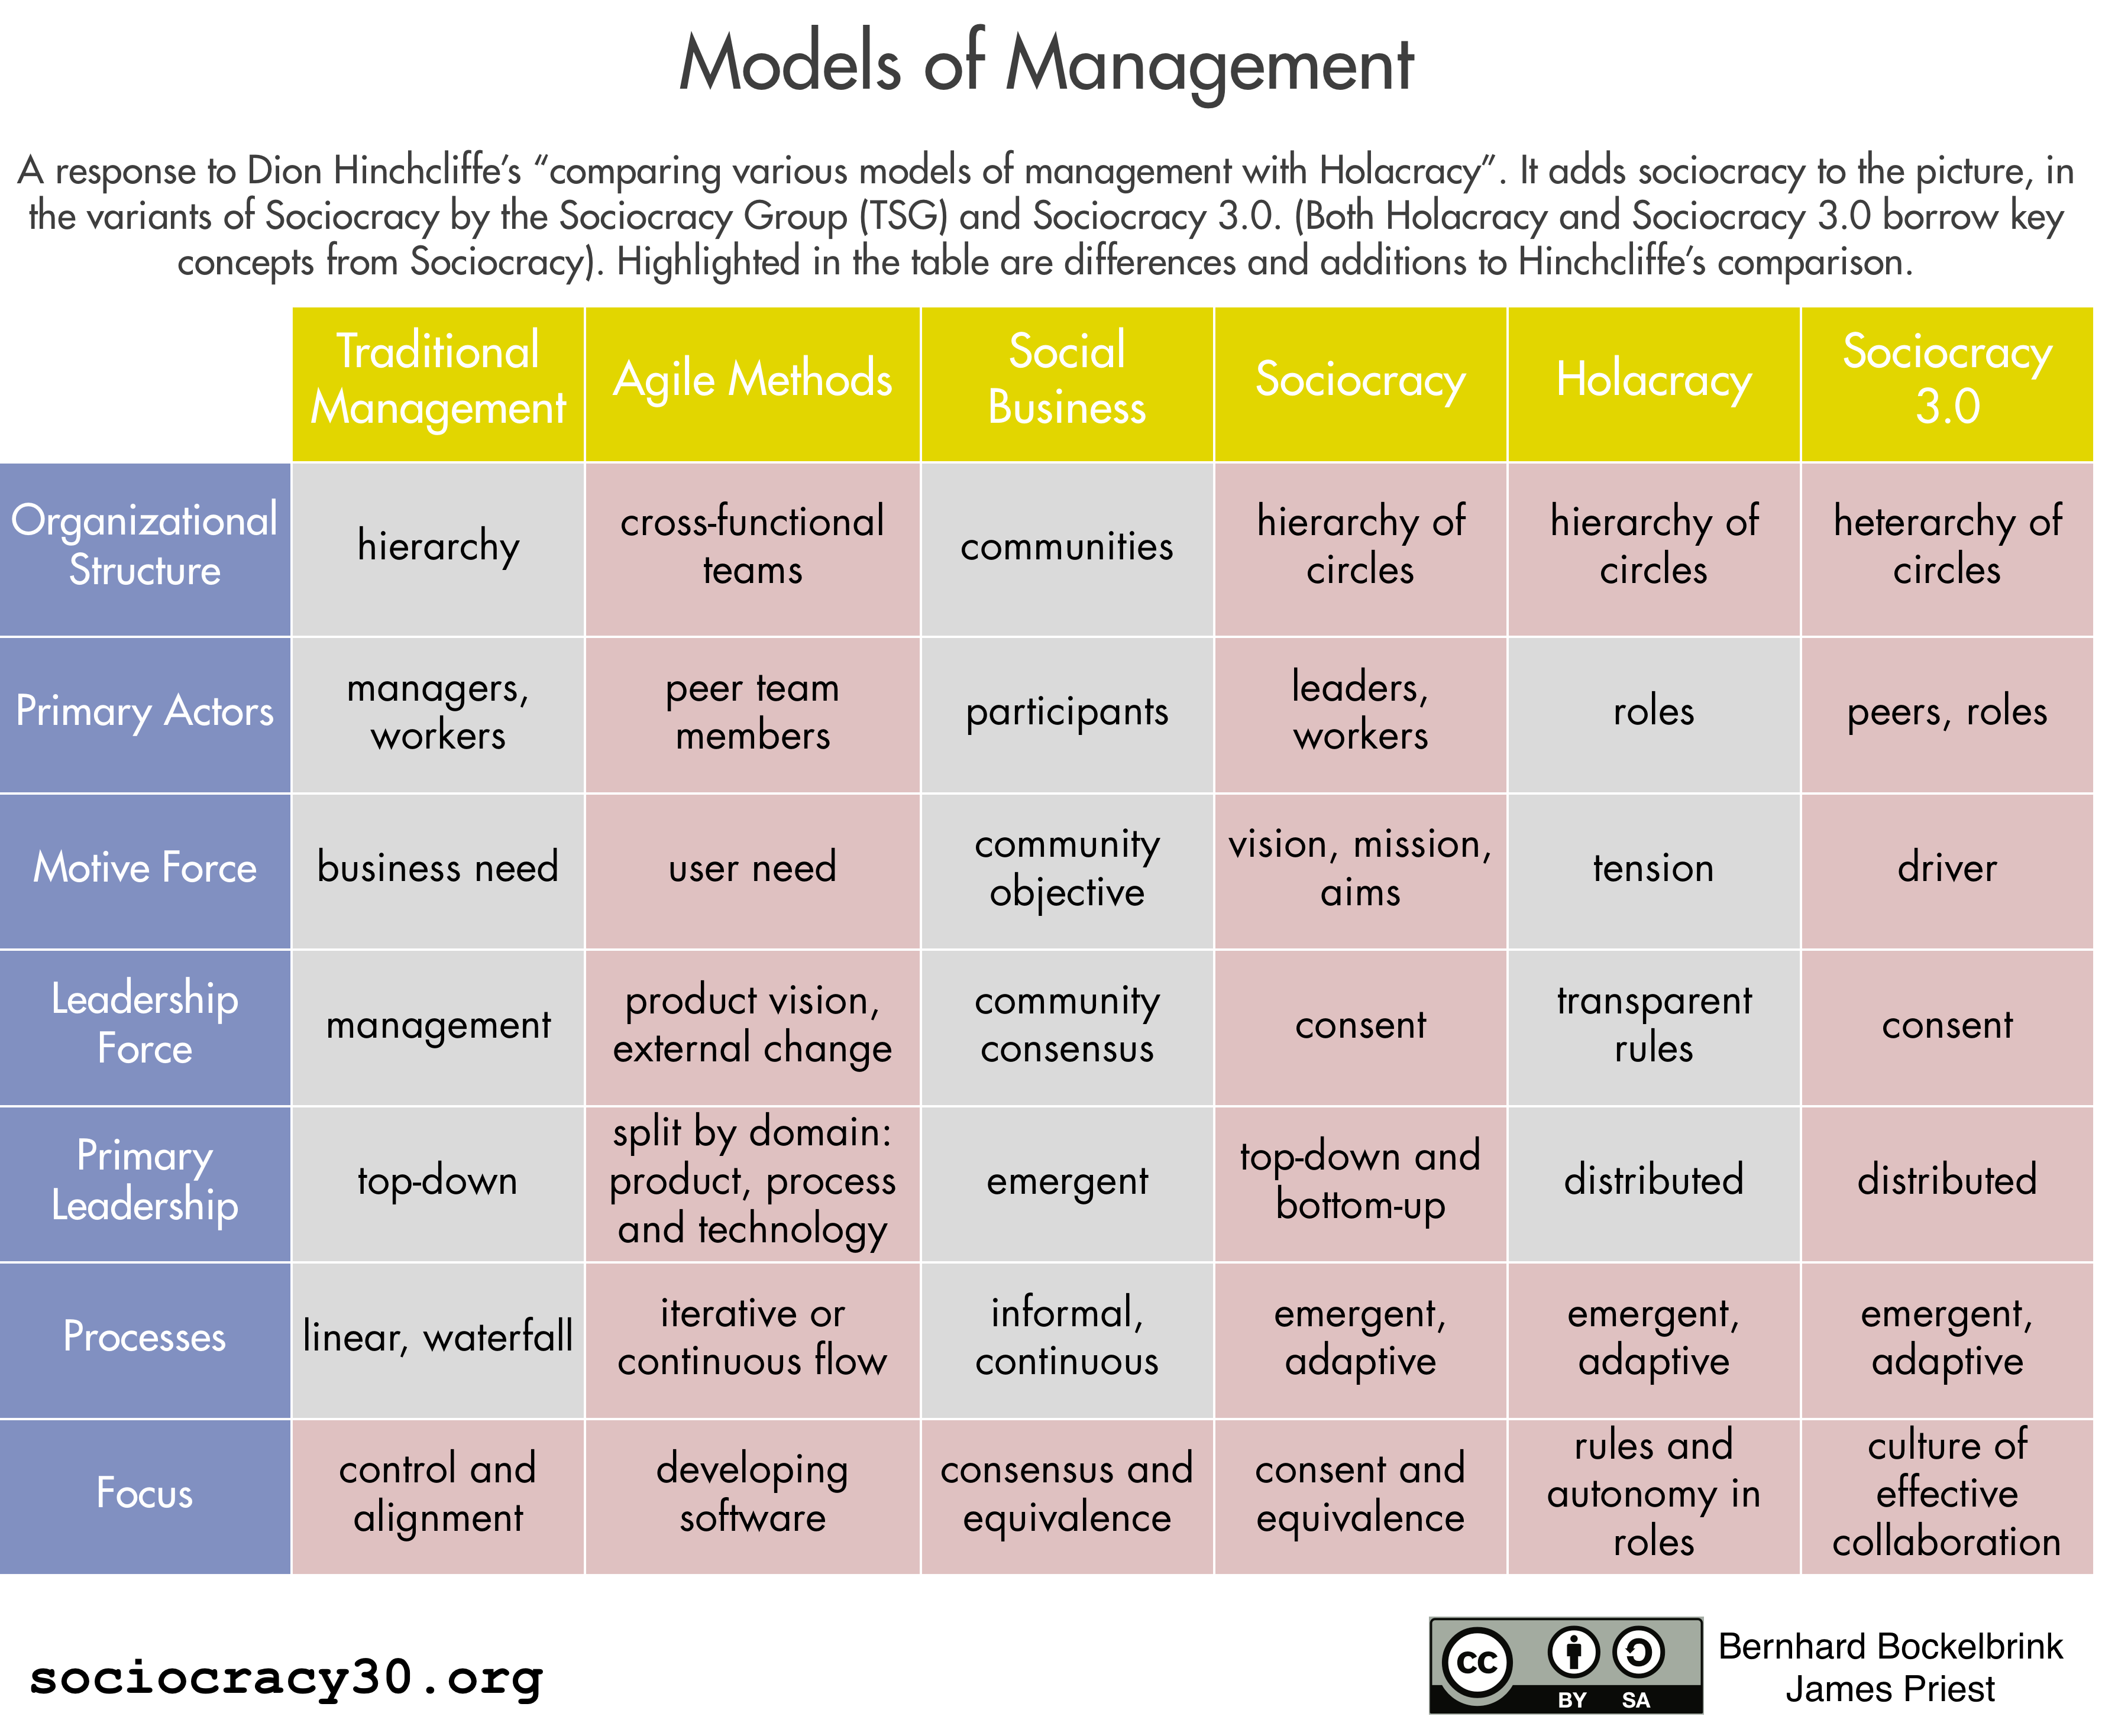 Models of Management
A response to Dion Hinchcliffe’s “comparing various models of management with Holacracy”. It adds sociocracy to the picture, in
the variants of Sociocracy by the Sociocracy Group (TSG) and Sociocracy 3.0. (Both Holacracy and Sociocracy 3.0 borrow key
concepts from Sociocracy). Highlighted in the table are differences and additions to Hinchcliffe’s comparison.
Traditional
Management
Agile Methods
Social
Business
Sociocracy
Holacracy
Sociocracy
3.0
Organizational
Structure
hierarchy
cross-functional
teams
communities
hierarchy of
circles
hierarchy of
circles
heterarchy of
circles
Primary Actors
managers,
workers
peer team
members
participants
leaders,
workers
roles
peers, roles
Motive Force
business need
user need
community
objective
vision, mission,
aims
tension
driver
Leadership
Force
management
product vision,
external change
community
consensus
consent
transparent
rules
consent
Primary
Leadership
top-down
split by domain:
product, process
and technology
emergent
top-down and
bottom-up
distributed
distributed
Processes
linear, waterfall
iterative or
continuous flow
informal,
continuous
emergent,
adaptive
emergent,
adaptive
emergent,
adaptive
Focus
control and
alignment
developing
software
consensus and
equivalence
consent and
equivalence
rules and
autonomy in
roles
culture of
effective
collaboration
sociocracy30.org
cc
BY SA
Bernhard Bockelbrink
James Priest